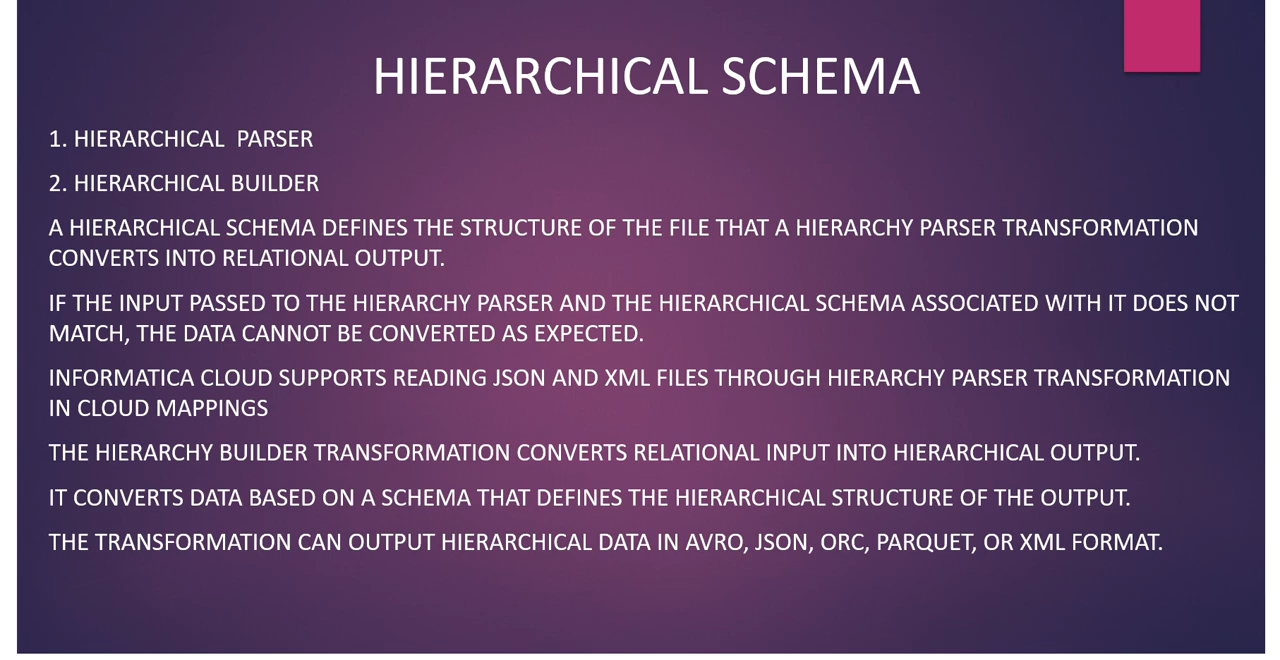 HIERARCHICAL SCHEMA
1. HIERARCHICAL  PARSER
2. HIERARCHICAL BUILDER
A HIERARCHICAL SCHEMA DEFINES THE STRUCTURE OF THE FILE THAT A HIERARCHY PARSER TRANSFORMATION
CONVERTS INTO RELATIONAL OUTPUT.
IF THE INPUT PASSED TO THE HIERARCHY PARSER AND THE HIERARCHICAL SCHEMA ASSOCIATED WITH IT DOES NOT
MATCH, THE DATA CANNOT BE CONVERTED AS EXPECTED.
INFORMATICA CLOUD SUPPORTS READING JSON AND XML FILES THROUGH HIERARCHY PARSER TRANSFORMATION
IN CLOUD MAPPINGS
THE HIERARCHY BUILDER TRANSFORMATION CONVERTS RELATIONAL INPUT INTO HIERARCHICAL OUTPUT.
IT CONVERTS DATA BASED ON A SCHEMA THAT DEFINES THE HIERARCHICAL STRUCTURE OF THE OUTPUT.
THE TRANSFORMATION CAN OUTPUT HIERARCHICAL DATA IN AVRO, JSON, ORC, PARQUET, OR XML FORMAT.